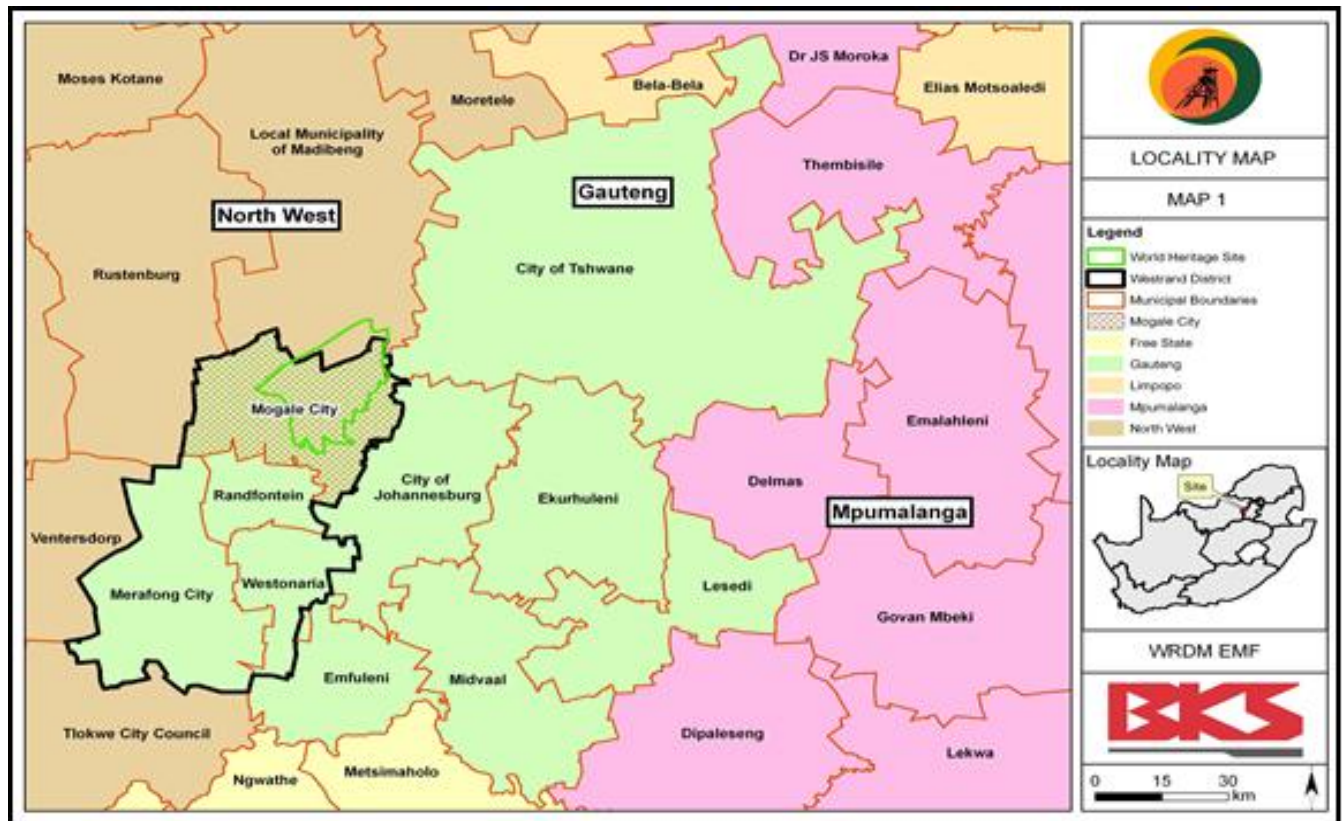 Moses Kotane
Moretele
Bela-Bela
Dr JS Moroka
Elias Motsoaledi
Local Municipality
of Madibeng
Thembisile
Gauteng
North West
Rustenburg
City of Tshwane
Mogale City
Emalahleni
Randfontein
City of
Johannesburg
Ekurhuleni
Delmas
Mpumalanga
Ventersdorp
Merafong City
Westonaria
Lesedi
Govan Mbeki
Emfuleni
Midvaal
Tlokwe City Council
Dipaleseng
Lekwa
Ngwathe
Metsimaholo
LOCALITY MAP
MAP 1
Legend
World Heritage Site
Westrand District
Municipal Boundaries
Mogale City
Free State
Gauteng
Limpopo
Mpumalanga
North West
Locality Map
Site
WRDM EMF
BKS
0 15 30
km